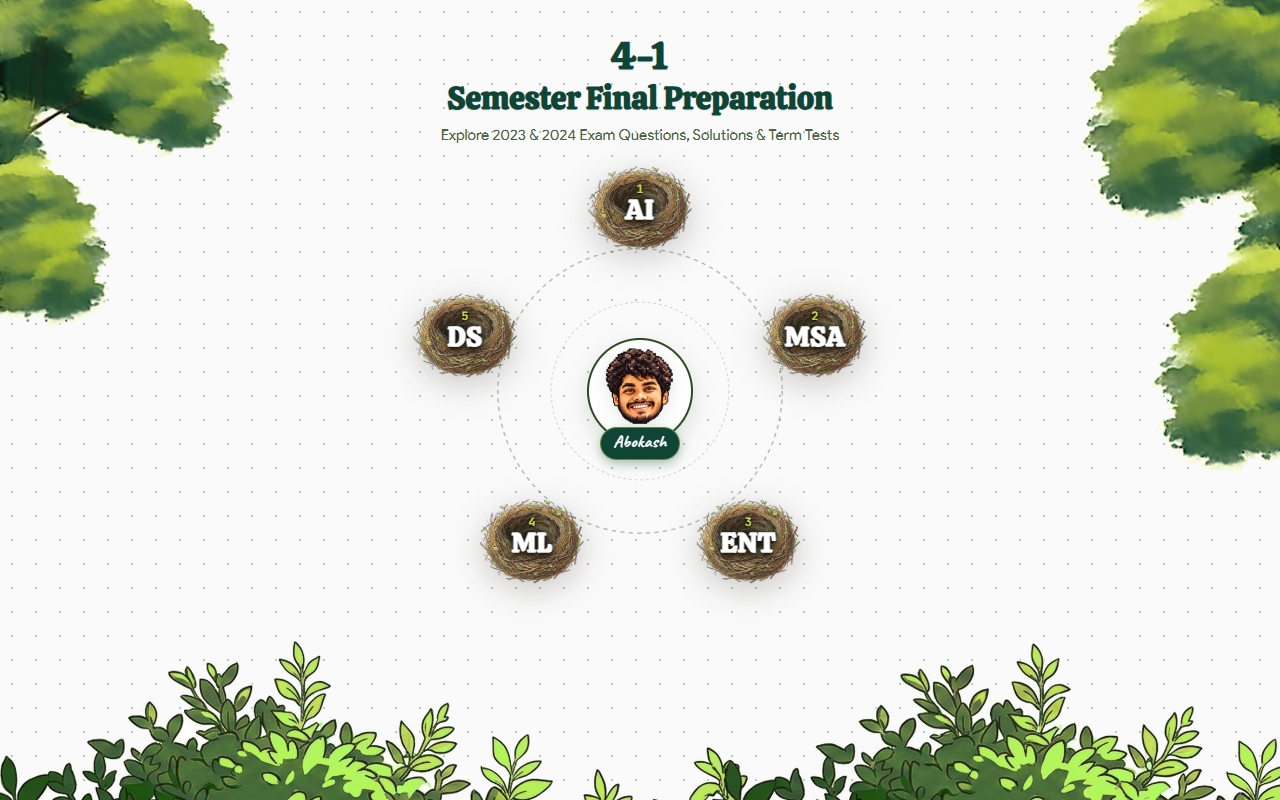 4-1
Semester Final Preparation
Explore 2023 & 2024 Exam Questions, Solutions & Term Tests
1
AI
5
DS
2
MSA
Abokash
4
ML
3
ENT